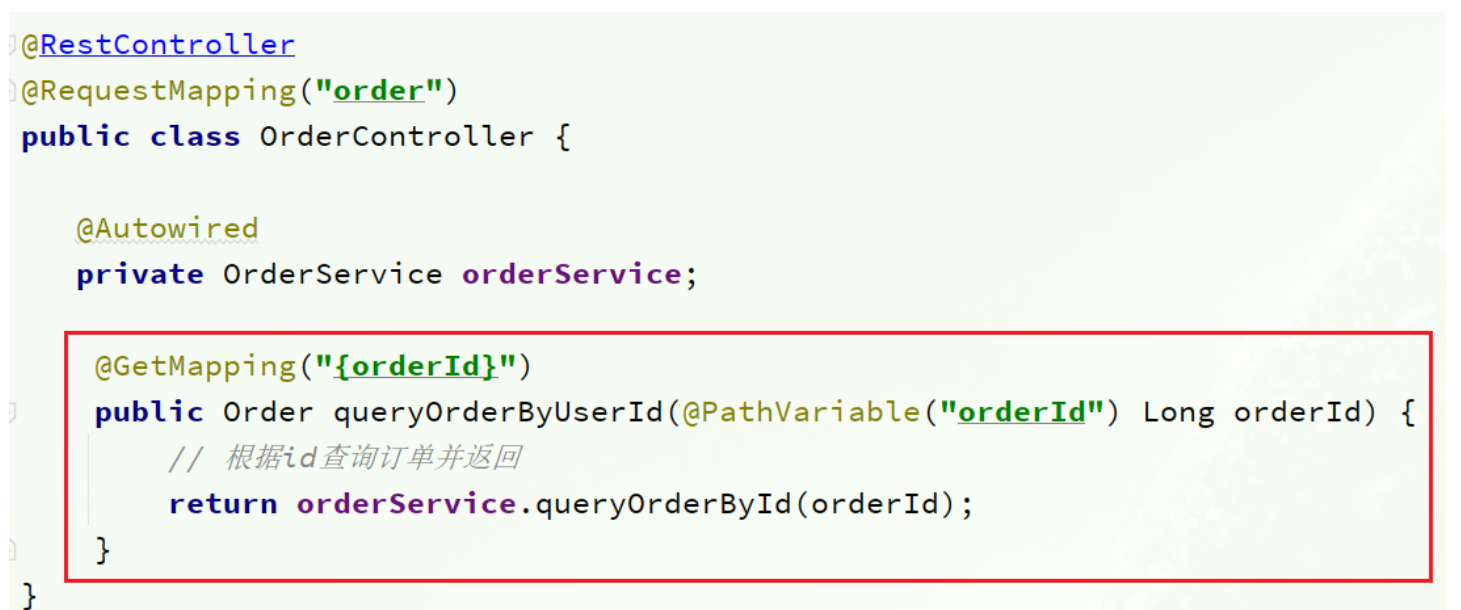 @RestController
@RequestMapping("order")
public class OrderController {
@Autowired
private OrderService orderService;
@GetMapping("{orderId}")
public Order queryOrderByUserId(@PathVariable("orderId") Long orderId) {
// 根据id查询订单并返回
return orderService.queryOrderById(orderId);
}
}